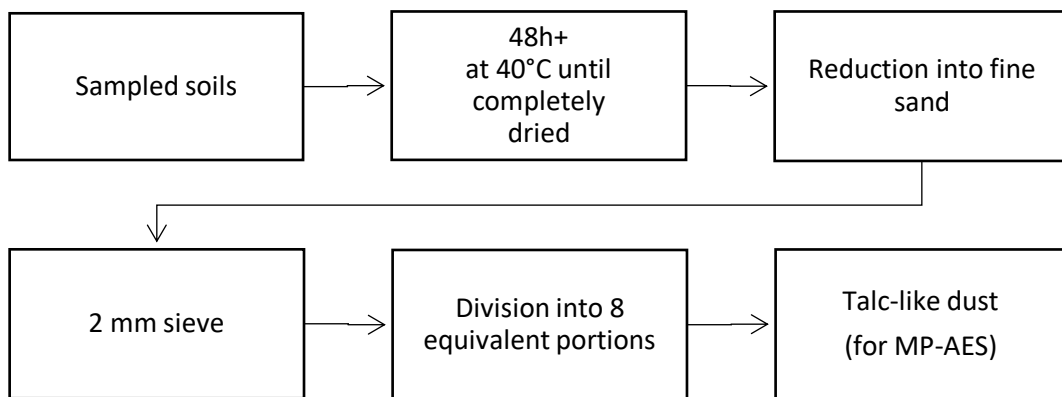 Sampled soils
48h+
at 40°C until
completely
dried
Reduction into fine
sand
2 mm sieve
Division into 8
equivalent portions
Talc-like dust
(for MP-AES)